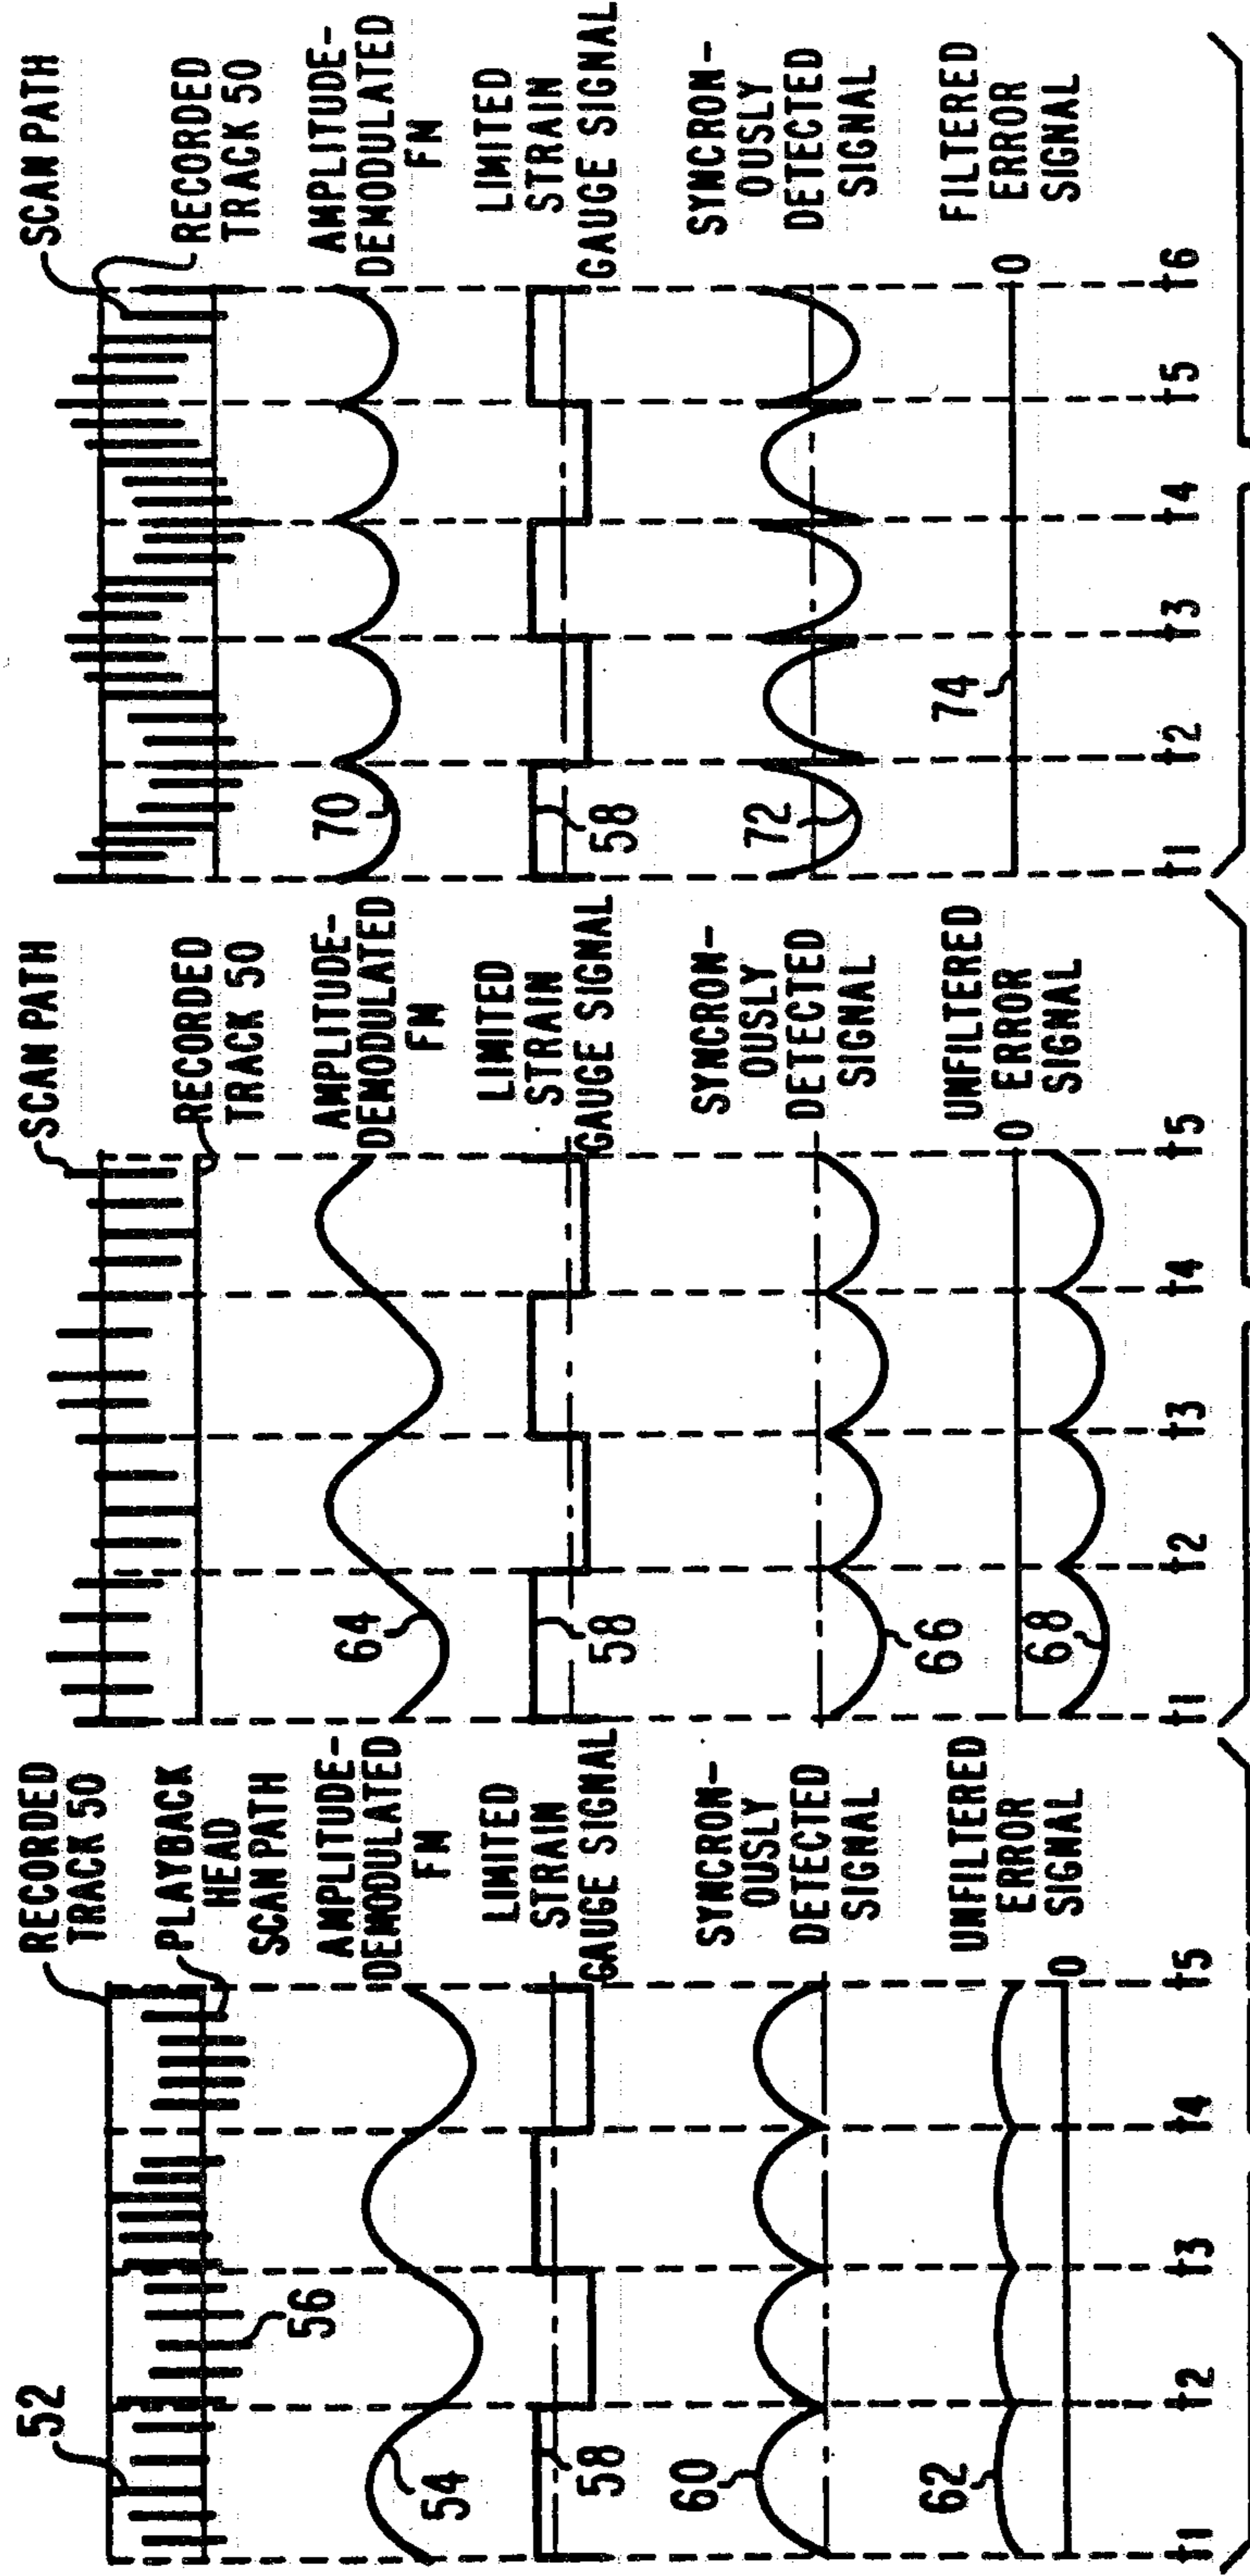 RECORDED
TRACK 50
PLAYBACK
HEAD
SCAN PATH
52
56
AMPLITUDE-
DEMODULATED
FM
54
LIMITED
STRAIN
GAUGE SIGNAL
58
SYNCRON-
OUSLY
DETECTED
SIGNAL
60
UNFILTERED
ERROR
SIGNAL
62
0
t1 t2 t3 t4 t5
SCAN PATH
RECORDED
TRACK 50
AMPLITUDE-
DEMODULATED
FM
64
LIMITED
STRAIN
GAUGE SIGNAL
58
SYNCRON-
OUSLY
DETECTED
SIGNAL
66
UNFILTERED
ERROR
SIGNAL
0
68
t1 t2 t3 t4 t5
SCAN PATH
RECORDED
TRACK 50
AMPLITUDE-
DEMODULATED
FM
70
LIMITED
STRAIN
GAUGE SIGNAL
58
SYNCRON-
OUSLY
DETECTED
SIGNAL
72
FILTERED
ERROR
SIGNAL
74
0
t1 t2 t3 t4 t5 t6